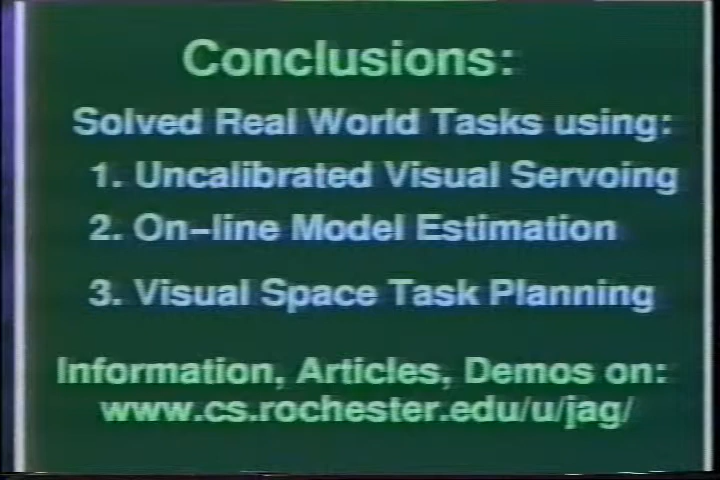 Conclusions:
Solved Real World Tasks using:
1. Uncalibrated Visual Servoing
2. On-line Model Estimation
3. Visual Space Task Planning
Information, Articles, Demos on:
www.cs.rochester.edu/u/jag/